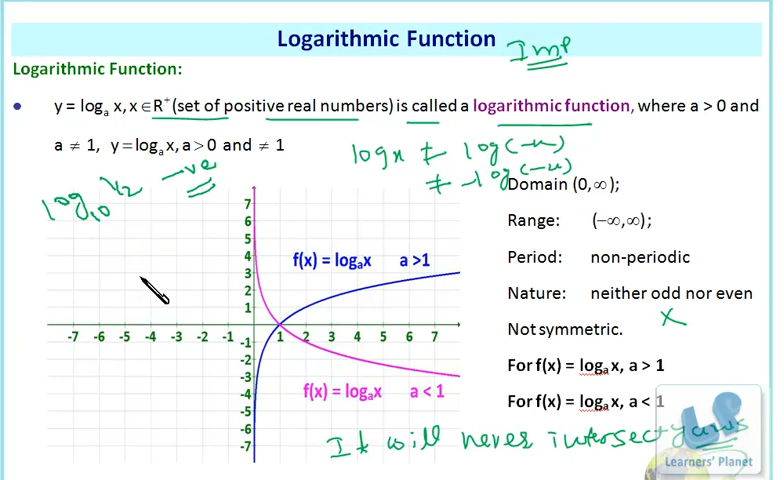 Logarithmic Function
Imp
Logarithmic Function:
• y = logₐ x, x ∈ R⁺ (set of positive real numbers) is called a logarithmic function, where a > 0 and
a ≠ 1, y = logₐx, a > 0 and ≠ 1
log x ≠ log(-x)
≠ -log(-x)
log₁₀ 1/2 -ve
Domain (0, ∞);
Range: (−∞, ∞);
Period: non-periodic
Nature: neither odd nor even
Not symmetric.
For f(x) = logₐ x, a > 1
For f(x) = logₐ x, a < 1
7
6
5
4
3
2
1
f(x) = logₐx a >1
-7 -6 -5 -4 -3 -2 -1 1 2 3 4 5 6 7
-1
-2
-3
-4
-5
-6
-7
f(x) = logₐx a < 1
It will never intersect y axis
LP
Learners' Planet